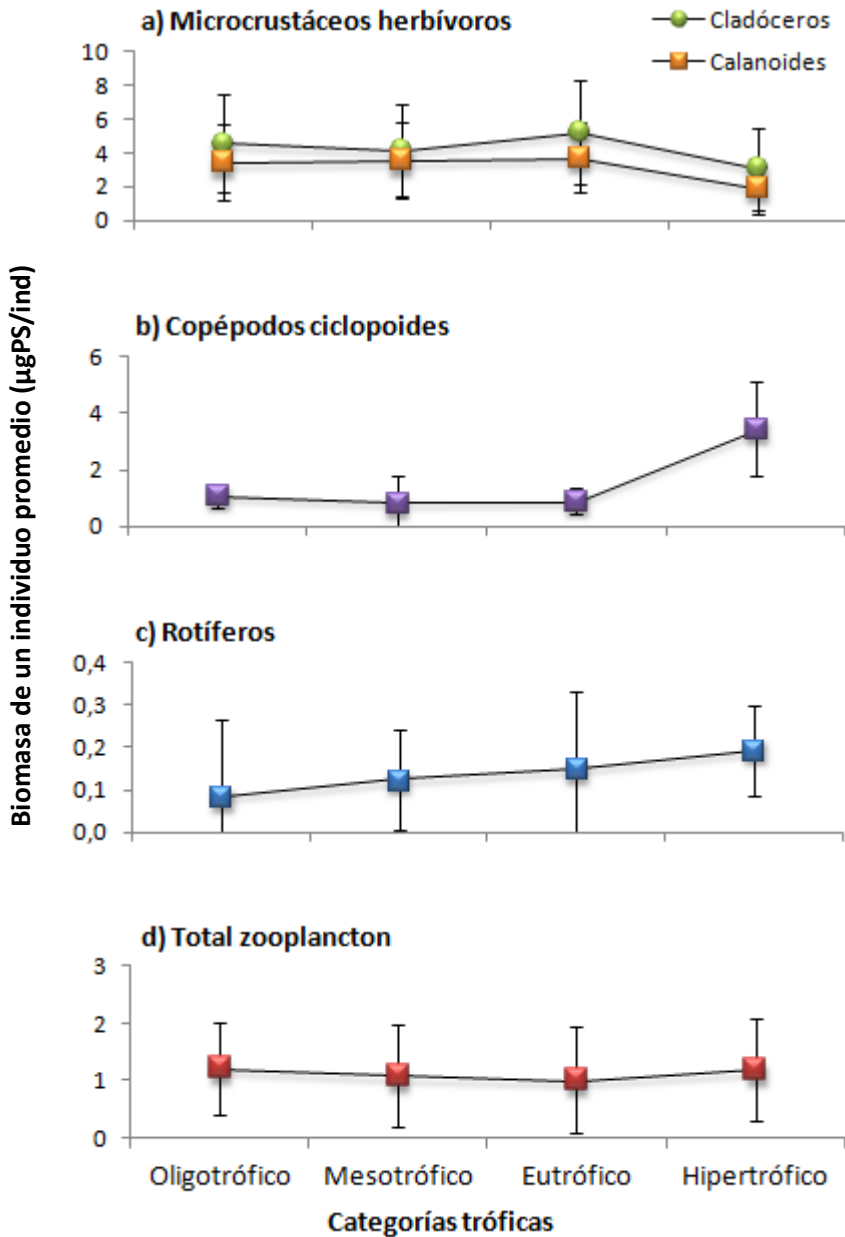 a) Microcrustáceos herbívoros
Cladóceros
Calanoides
10
8
6
4
2
0
Biomasa de un individuo promedio (µgPS/ind)
b) Copépodos ciclopoides
6
4
2
0
c) Rotíferos
0,4
0,3
0,2
0,1
0,0
d) Total zooplancton
3
2
1
0
Oligotrófico Mesotrófico Eutrófico Hipertrófico
Categorías tróficas